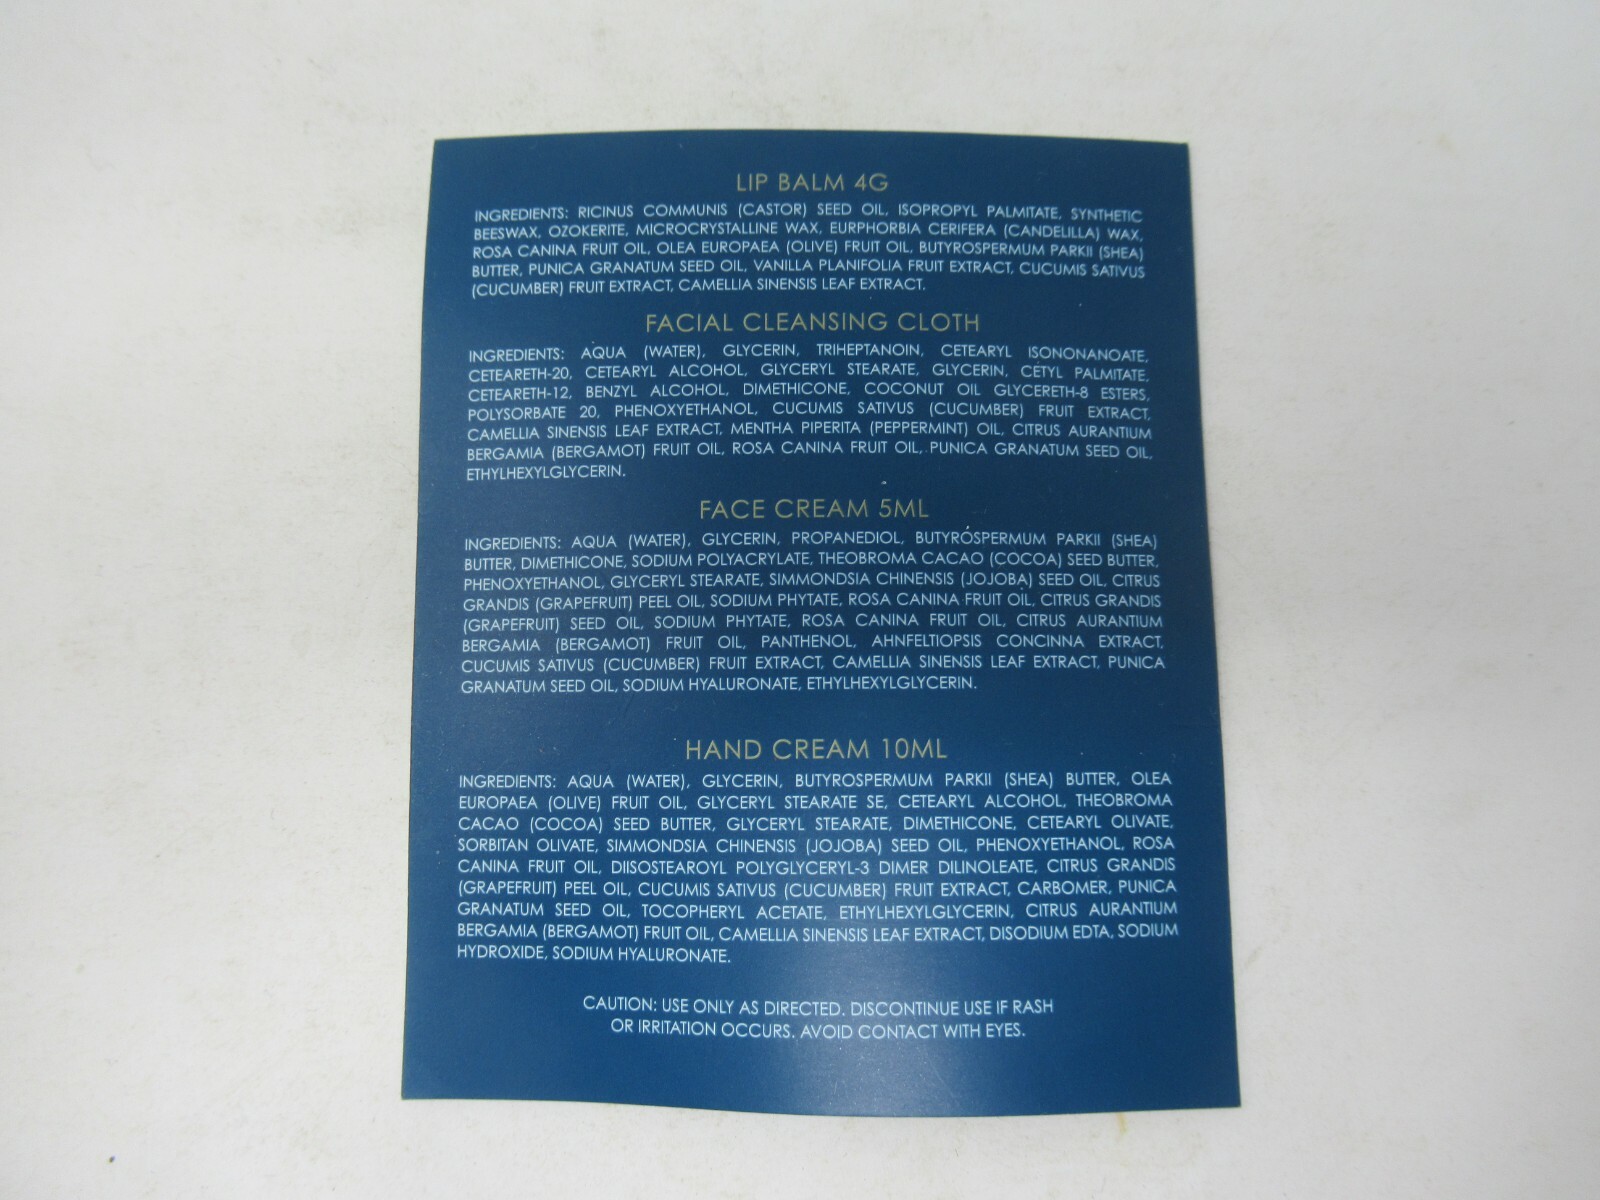 LIP BALM 4G
INGREDIENTS: RICINUS COMMUNIS (CASTOR) SEED OIL, ISOPROPYL PALMITATE, SYNTHETIC
BEESWAX, OZOKERITE, MICROCRYSTALLINE WAX, EURPHORBIA CERIFERA (CANDELILLA) WAX,
ROSA CANINA FRUIT OIL, OLEA EUROPAEA (OLIVE) FRUIT OIL, BUTYROSPERMUM PARKII (SHEA)
BUTTER, PUNICA GRANATUM SEED OIL, VANILLA PLANIFOLIA FRUIT EXTRACT, CUCUMIS SATIVUS
(CUCUMBER) FRUIT EXTRACT, CAMELLIA SINENSIS LEAF EXTRACT.
FACIAL CLEANSING CLOTH
INGREDIENTS: AQUA (WATER), GLYCERIN, TRIHEPTANOIN, CETEARYL ISONONANOATE,
CETEARETH-20, CETEARYL ALCOHOL, GLYCERYL STEARATE, GLYCERIN, CETYL PALMITATE,
CETEARETH-12, BENZYL ALCOHOL, DIMETHICONE, COCONUT OIL GLYCERETH-8 ESTERS,
POLYSORBATE 20, PHENOXYETHANOL, CUCUMIS SATIVUS (CUCUMBER) FRUIT EXTRACT,
CAMELLIA SINENSIS LEAF EXTRACT, MENTHA PIPERITA (PEPPERMINT) OIL, CITRUS AURANTIUM
BERGAMIA (BERGAMOT) FRUIT OIL, ROSA CANINA FRUIT OIL, PUNICA GRANATUM SEED OIL,
ETHYLHEXYLGLYCERIN.
FACE CREAM 5ML
INGREDIENTS: AQUA (WATER), GLYCERIN, PROPANEDIOL, BUTYROSPERMUM PARKII (SHEA)
BUTTER, DIMETHICONE, SODIUM POLYACRYLATE, THEOBROMA CACAO (COCOA) SEED BUTTER,
PHENOXYETHANOL, GLYCERYL STEARATE, SIMMONDSIA CHINENSIS (JOJOBA) SEED OIL, CITRUS
GRANDIS (GRAPEFRUIT) PEEL OIL, SODIUM PHYTATE, ROSA CANINA FRUIT OIL, CITRUS GRANDIS
(GRAPEFRUIT) SEED OIL, SODIUM PHYTATE, ROSA CANINA FRUIT OIL, CITRUS AURANTIUM
BERGAMIA (BERGAMOT) FRUIT OIL, PANTHENOL, AHNFELTIOPSIS CONCINNA EXTRACT,
CUCUMIS SATIVUS (CUCUMBER) FRUIT EXTRACT, CAMELLIA SINENSIS LEAF EXTRACT, PUNICA
GRANATUM SEED OIL, SODIUM HYALURONATE, ETHYLHEXYLGLYCERIN.
HAND CREAM 10ML
INGREDIENTS: AQUA (WATER), GLYCERIN, BUTYROSPERMUM PARKII (SHEA) BUTTER, OLEA
EUROPAEA (OLIVE) FRUIT OIL, GLYCERYL STEARATE SE, CETEARYL ALCOHOL, THEOBROMA
CACAO (COCOA) SEED BUTTER, GLYCERYL STEARATE, DIMETHICONE, CETEARYL OLIVATE,
SORBITAN OLIVATE, SIMMONDSIA CHINENSIS (JOJOBA) SEED OIL, PHENOXYETHANOL, ROSA
CANINA FRUIT OIL, DIISOSTEAROYL POLYGLYCERYL-3 DIMER DILINOLEATE, CITRUS GRANDIS
(GRAPEFRUIT) PEEL OIL, CUCUMIS SATIVUS (CUCUMBER) FRUIT EXTRACT, CARBOMER, PUNICA
GRANATUM SEED OIL, TOCOPHERYL ACETATE, ETHYLHEXYLGLYCERIN, CITRUS AURANTIUM
BERGAMIA (BERGAMOT) FRUIT OIL, CAMELLIA SINENSIS LEAF EXTRACT, DISODIUM EDTA, SODIUM
HYDROXIDE, SODIUM HYALURONATE.
CAUTION: USE ONLY AS DIRECTED. DISCONTINUE USE IF RASH
OR IRRITATION OCCURS. AVOID CONTACT WITH EYES.